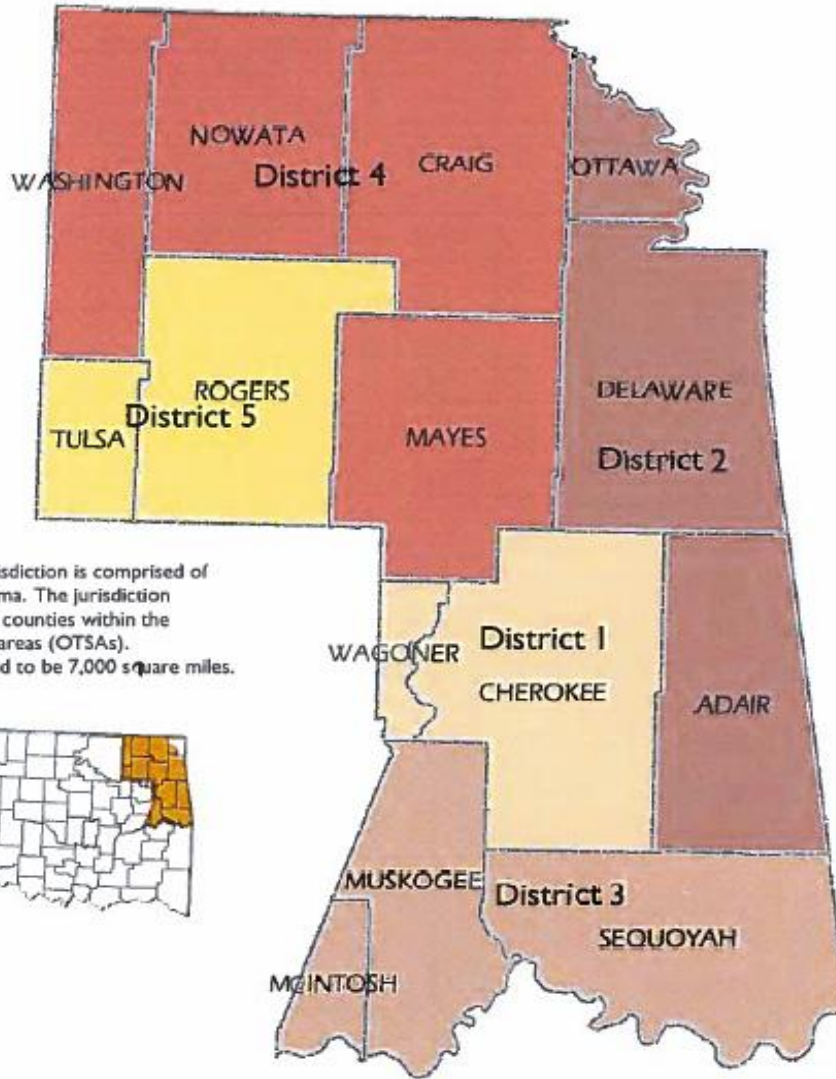 NOWATA
CRAIG
OTTAWA
WASHINGTON
District 4
ROGERS
DELAWARE
District 5
TULSA
MAYES
District 2
isdiction is comprised of
ma. The jurisdiction
counties within the
areas (OTSAs).
d to be 7,000 square miles.
WAGONER
District 1
CHEROKEE
ADAIR
MUSKOGEE
District 3
SEQUOYAH
MCINTOSH